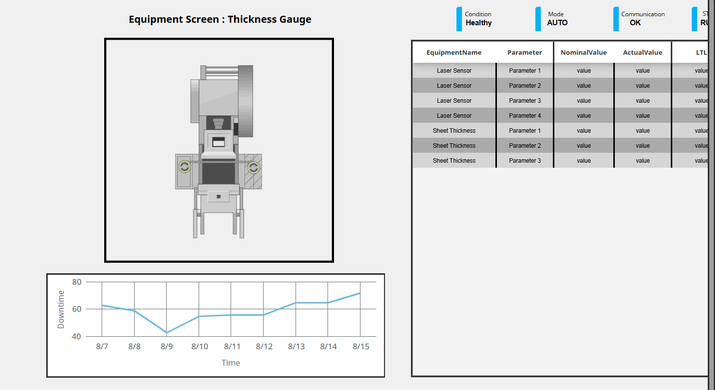 Equipment Screen : Thickness Gauge
Condition
Healthy
Mode
AUTO
Communication
OK
EquipmentName Parameter NominalValue ActualValue LTL
Laser Sensor Parameter 1 value value
Laser Sensor Parameter 2 value value
Laser Sensor Parameter 3 value value
Laser Sensor Parameter 4 value value
Sheet Thickness Parameter 1 value value
Sheet Thickness Parameter 2 value value
Sheet Thickness Parameter 3 value value
80
60
40
Downtime
8/7 8/8 8/9 8/10 8/11 8/12 8/13 8/14 8/15
Time